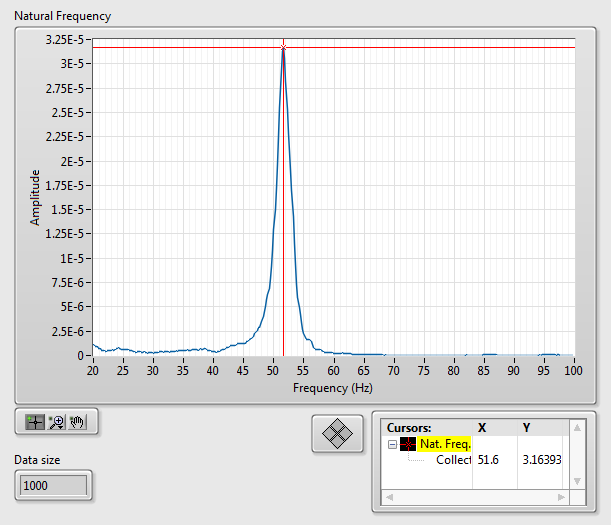 Natural Frequency
3.25E-5
3E-5
2.75E-5
2.5E-5
2.25E-5
2E-5
1.75E-5
1.5E-5
1.25E-5
1E-5
7.5E-6
5E-6
2.5E-6
0
Amplitude
20 25 30 35 40 45 50 55 60 65 70 75 80 85 90 95 100
Frequency (Hz)
Data size
1000
Cursors: X Y
Nat. Freq.
Collect 51.6 3.16393